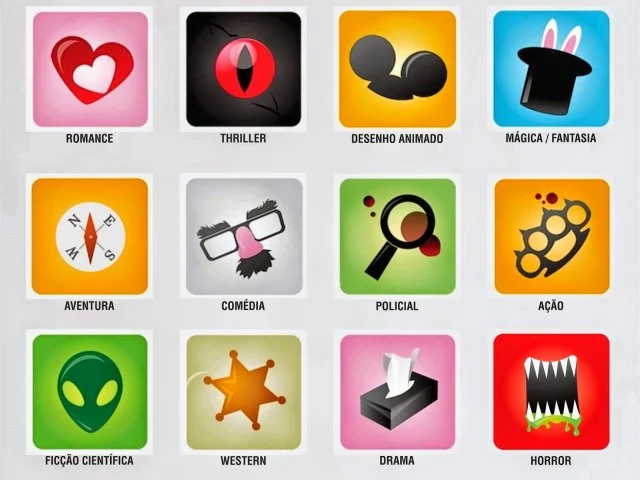 ROMANCE
THRILLER
DESENHO ANIMADO
MÁGICA / FANTASIA
N
E
W
S
AVENTURA
COMÉDIA
POLICIAL
AÇÃO
FICÇÃO CIENTÍFICA
WESTERN
DRAMA
HORROR